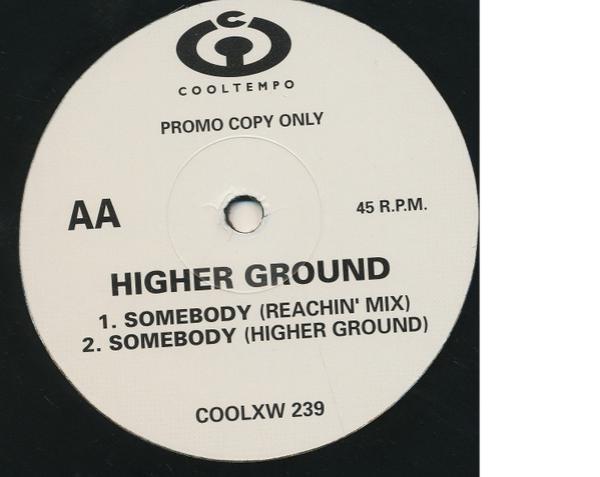 C
COOLTEMPO
PROMO COPY ONLY
AA
45 R.P.M.
HIGHER GROUND
1. SOMEBODY (REACHIN' MIX)
2. SOMEBODY (HIGHER GROUND)
COOLXW 239